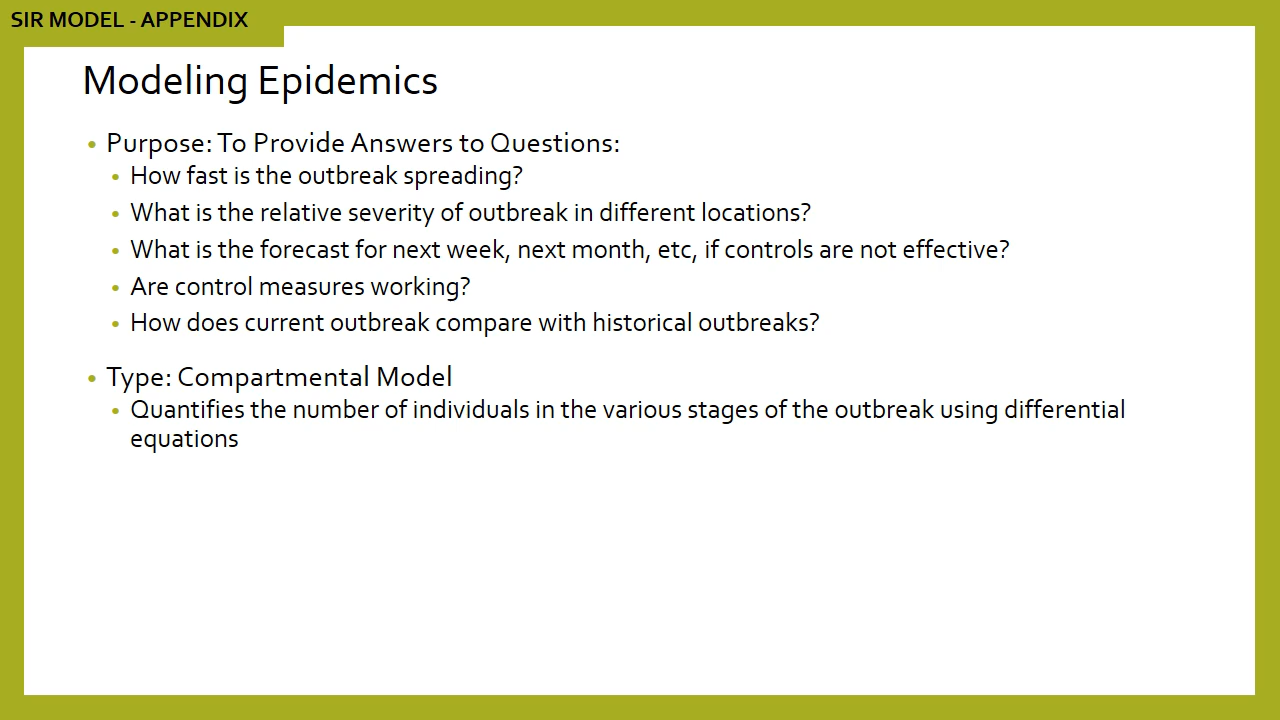 SIR MODEL - APPENDIX
Modeling Epidemics
• Purpose: To Provide Answers to Questions:
• How fast is the outbreak spreading?
• What is the relative severity of outbreak in different locations?
• What is the forecast for next week, next month, etc, if controls are not effective?
• Are control measures working?
• How does current outbreak compare with historical outbreaks?
• Type: Compartmental Model
• Quantifies the number of individuals in the various stages of the outbreak using differential
equations